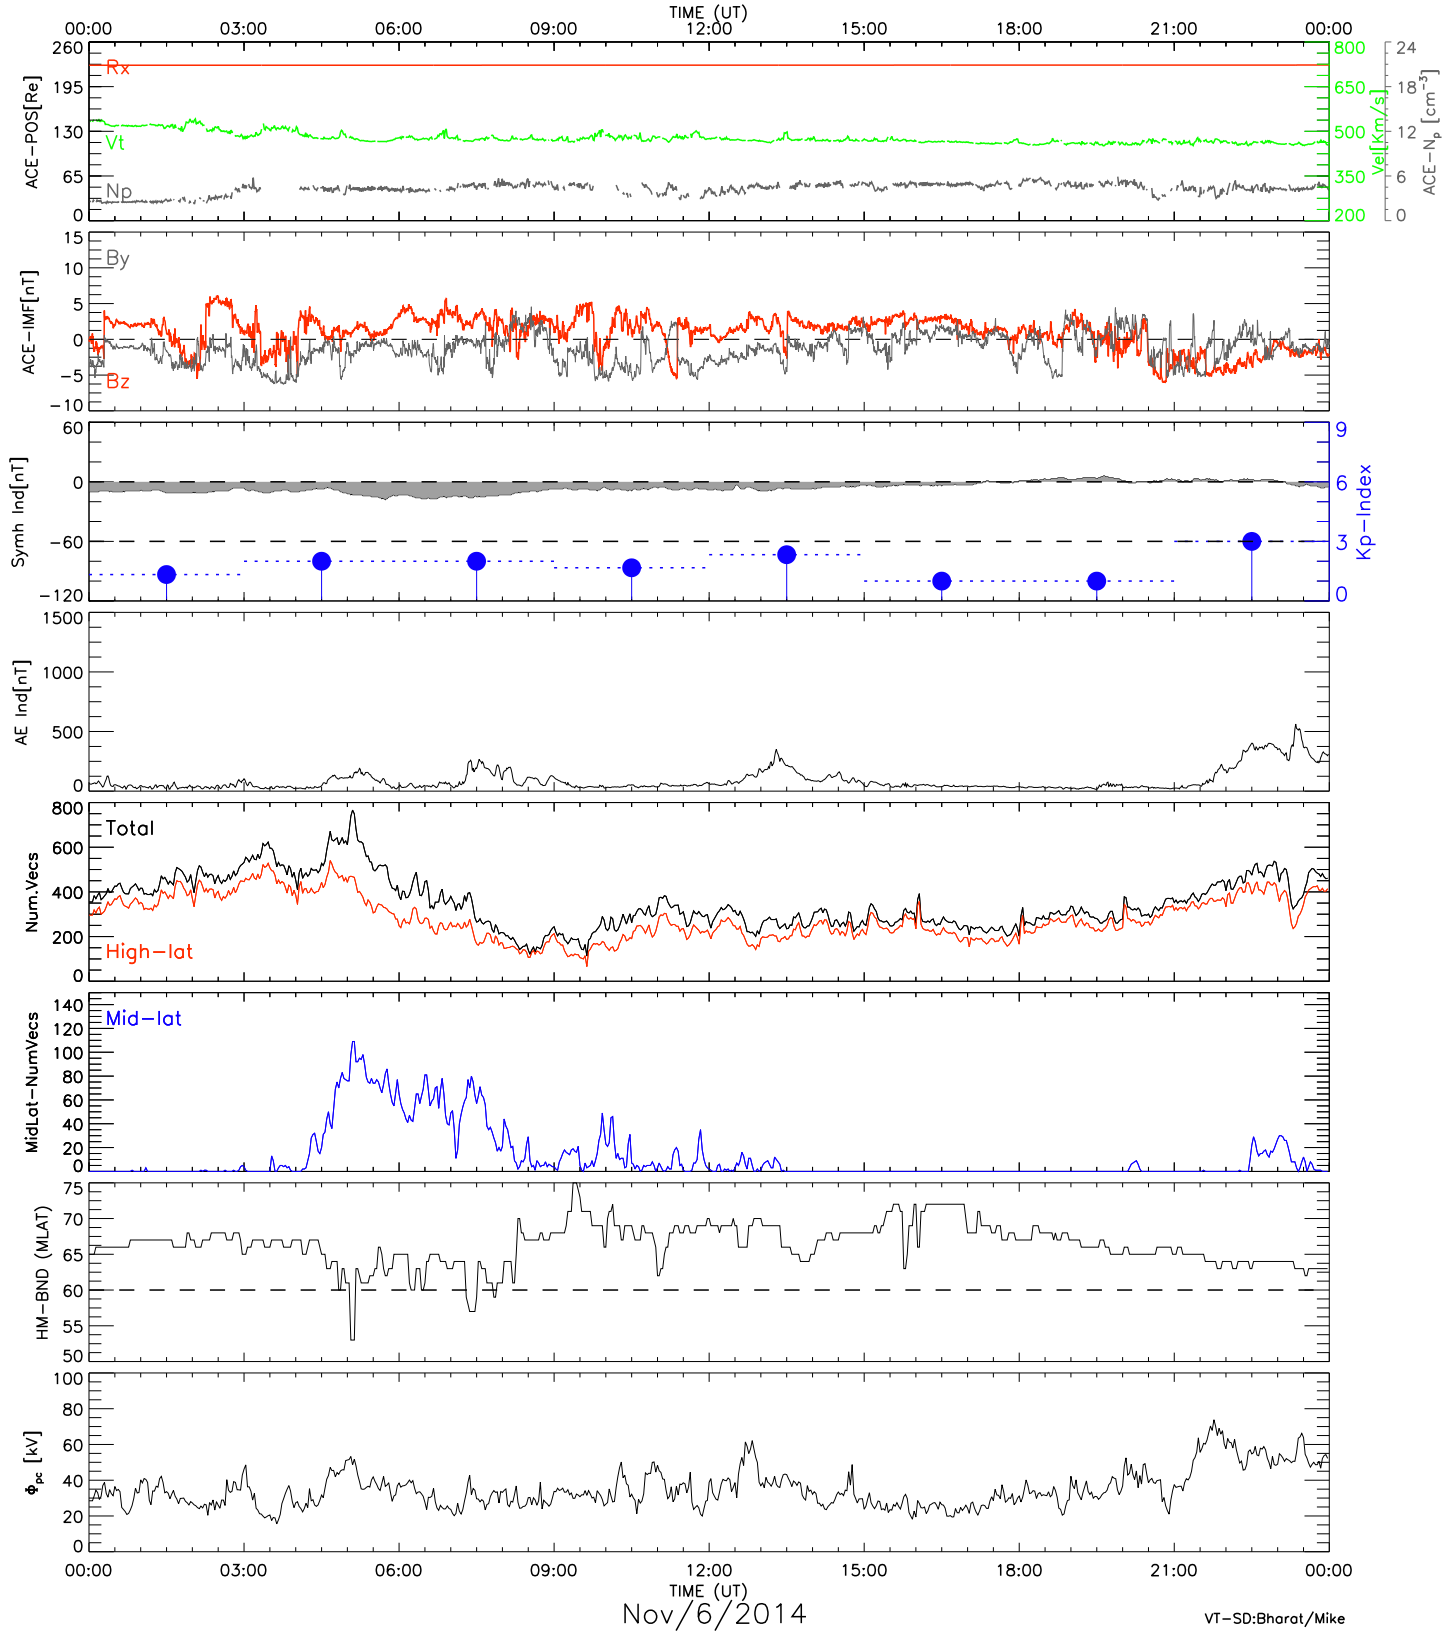 TIME (UT)
00:00 03:00 06:00 09:00 12:00 15:00 18:00 21:00 00:00
260 195 130 65 0
ACE-POS[Re]
Rx
Vt
Np
800 650 500 350 200
Vel[Km/s]
24 18 12 6 0
ACE-Np [cm-3]
15 10 5 0 -5 -10
ACE-IMF[nT]
By
Bz
60 0 -60 -120
Symh Ind[nT]
9 6 3 0
Kp-Index
1500 1000 500 0
AE Ind[nT]
800 600 400 200 0
Num.Vecs
Total
High-lat
140 120 100 80 60 40 20 0
MidLat-NumVecs
Mid-lat
75 70 65 60 55 50
HM-BND (MLAT)
100 80 60 40 20 0
Φpc [kV]
00:00 03:00 06:00 09:00 12:00 15:00 18:00 21:00 00:00
TIME (UT)
Nov/6/2014
VT-SD:Bharat/Mike